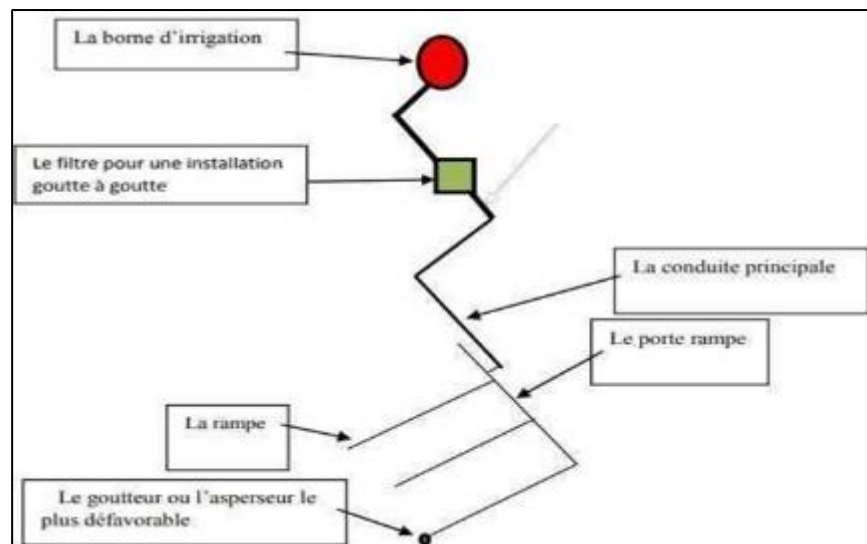 La borne d'irrigation
Le filtre pour une installation
goutte à goutte
La conduite principale
Le porte rampe
La rampe
Le goutteur ou l'asperseur le
plus défavorable